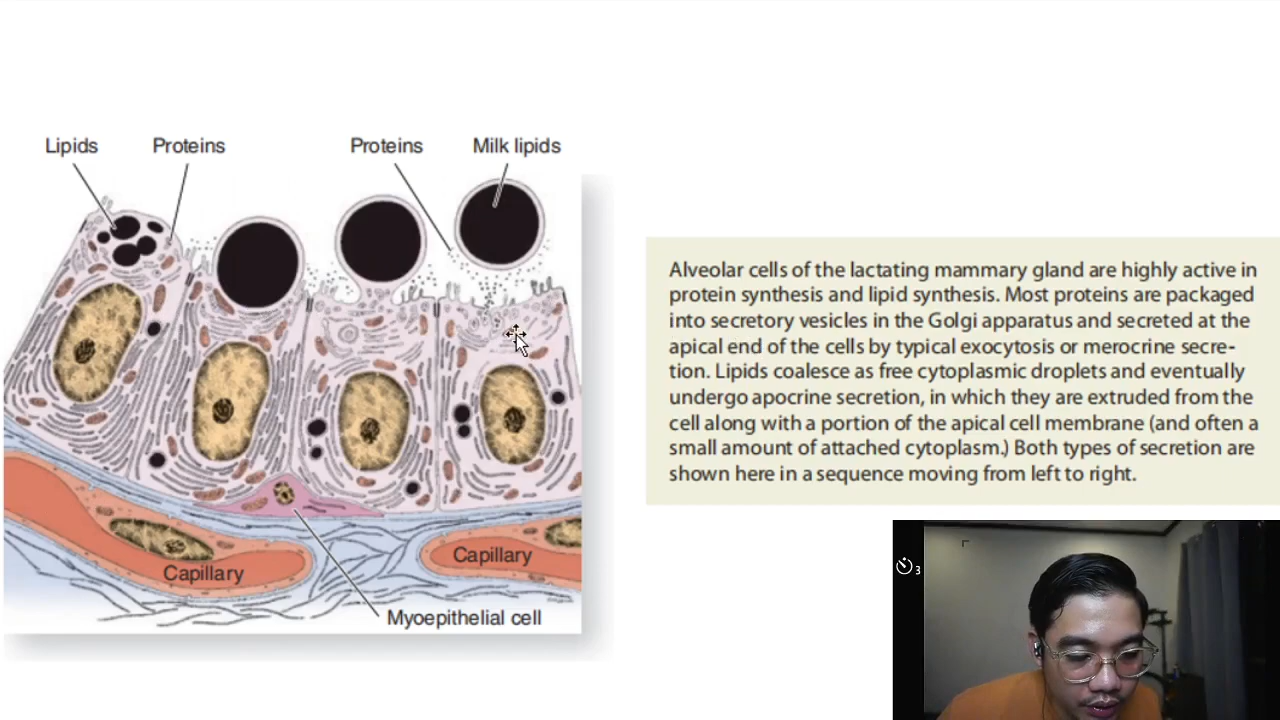 Lipids Proteins Proteins Milk lipids
Capillary
Capillary
Myoepithelial cell
Alveolar cells of the lactating mammary gland are highly active in
protein synthesis and lipid synthesis. Most proteins are packaged
into secretory vesicles in the Golgi apparatus and secreted at the
apical end of the cells by typical exocytosis or merocrine secre-
tion. Lipids coalesce as free cytoplasmic droplets and eventually
undergo apocrine secretion, in which they are extruded from the
cell along with a portion of the apical cell membrane (and often a
small amount of attached cytoplasm.) Both types of secretion are
shown here in a sequence moving from left to right.
3